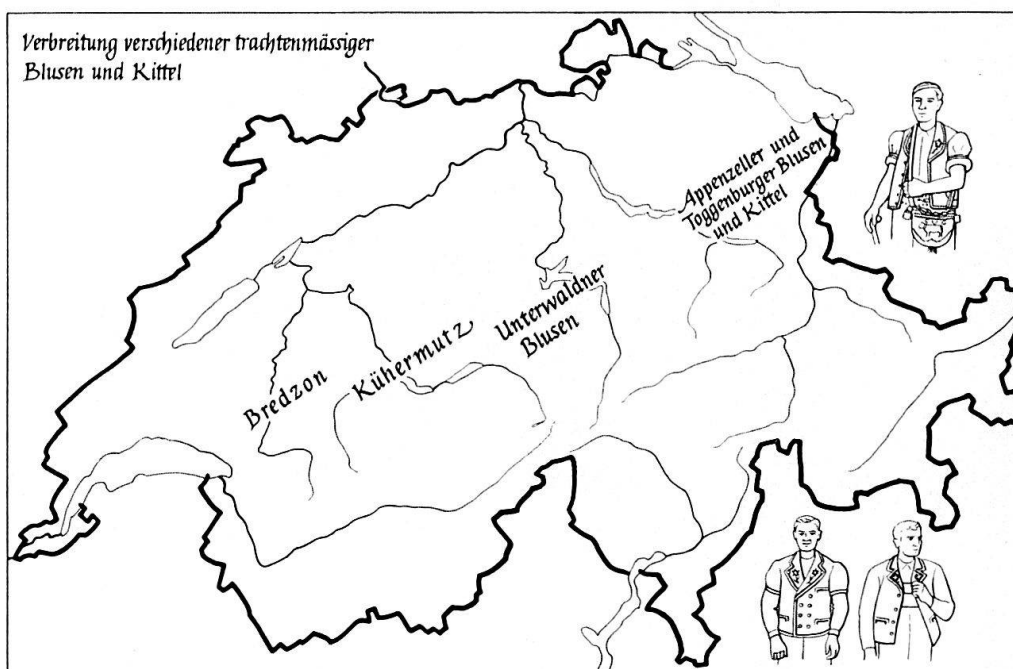 Verbreitung verschiedener trachtenmässiger
Blusen und Kittel
Appenzeller und
Toggenburger Blusen
und Kittel
Unterwaldner
Blusen
Kühermutz
Bredzon